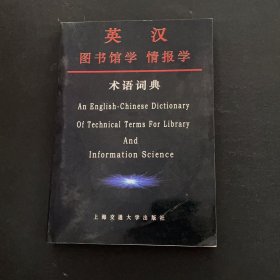 英 汉
图书馆学 情报学
术语词典
An English-Chinese Dictionary
Of Technical Terms For Library
And
Information Science
上海交通大学出版社